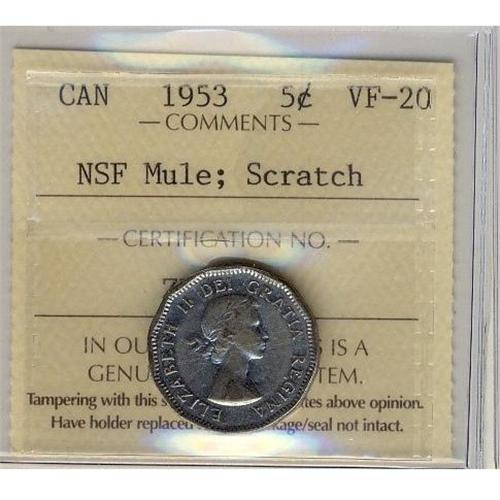 CAN 1953 5¢ VF-20
— COMMENTS —
NSF Mule; Scratch
— CERTIFICATION NO. —
IN OU S IS A
GENU TEM.
Tampering with this s tes above opinion.
Have holder replaced kage/seal not intact.
ELIZABETH II DEI GRATIA REGINA